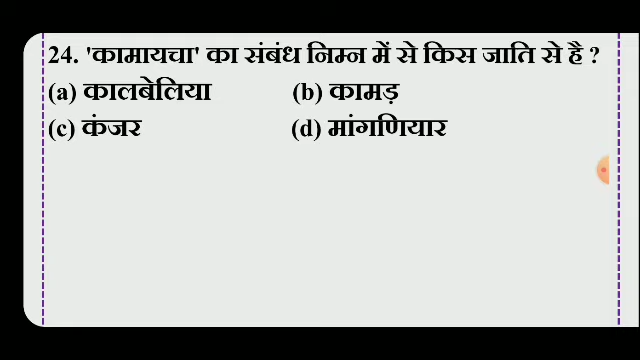 24. 'कामायचा' का संबंध निम्न में से किस जाति से है ?
(a) कालबेलिया (b) कामड़
(c) कंजर (d) मांगणियार